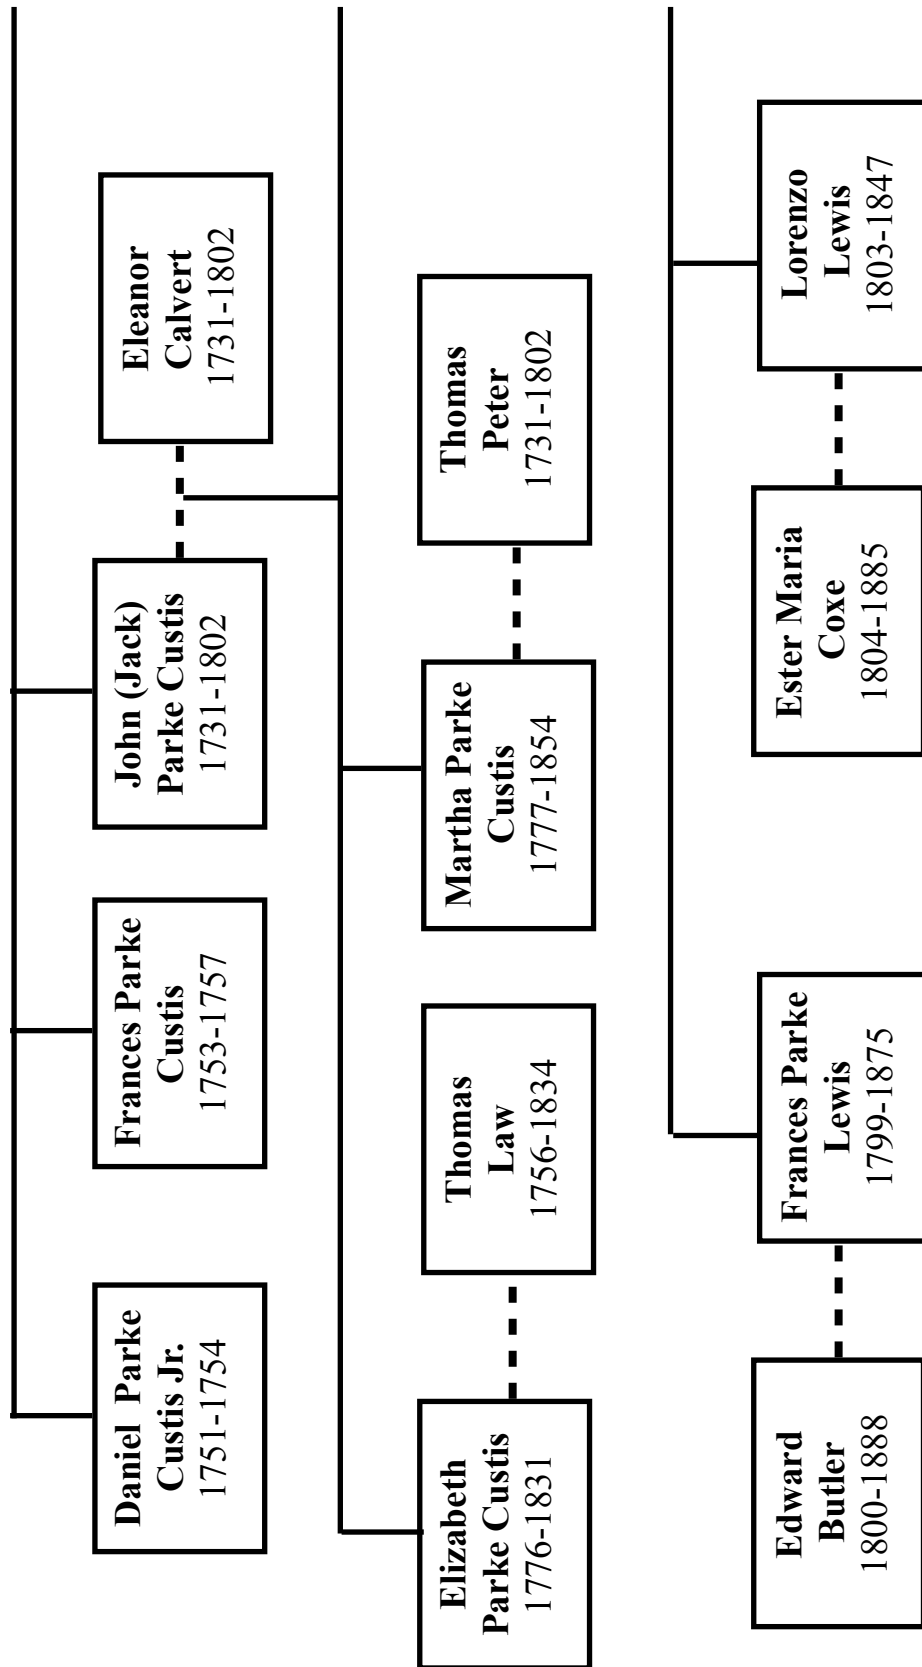 Daniel Parke
Custis Jr.
1751-1754
Frances Parke
Custis
1753-1757
John (Jack)
Parke Custis
1731-1802
Eleanor
Calvert
1731-1802
Elizabeth
Parke Custis
1776-1831
Thomas
Law
1756-1834
Martha Parke
Custis
1777-1854
Thomas
Peter
1731-1802
Edward
Butler
1800-1888
Frances Parke
Lewis
1799-1875
Ester Maria
Coxe
1804-1885
Lorenzo
Lewis
1803-1847